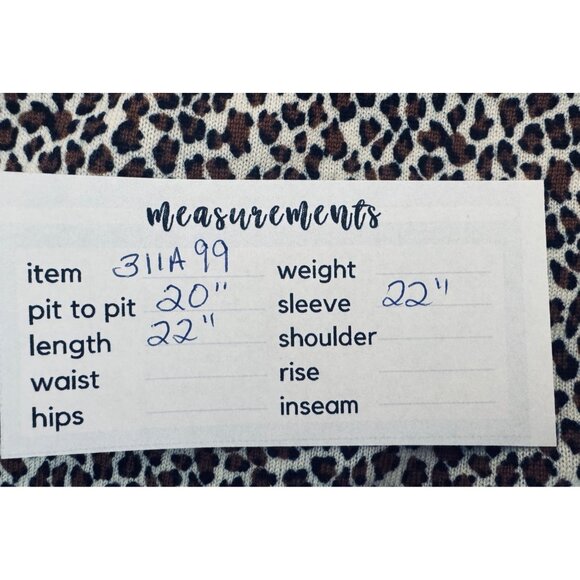 measurements
item 311A99 weight
pit to pit 20" sleeve 22"
length 22" shoulder
waist rise
hips inseam